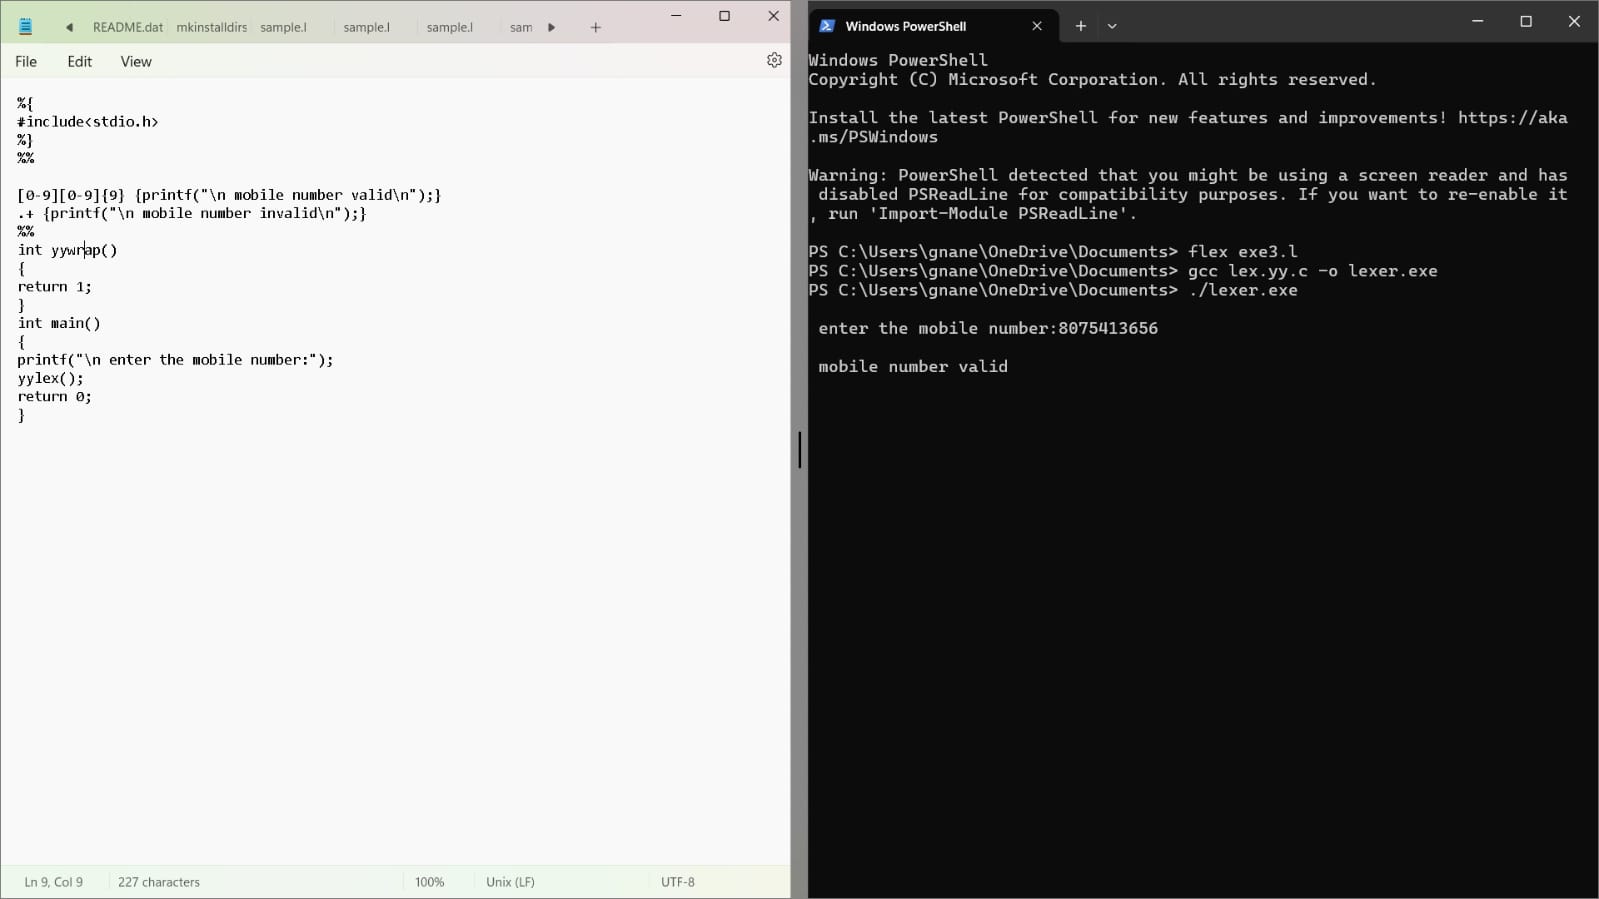 README.dat mkinstalldirs sample.l sample.l sample.l sam
File Edit View
%{
#include<stdio.h>
%}
%%
[0-9][0-9]{9} {printf("\n mobile number valid\n");}
.+ {printf("\n mobile number invalid\n");}
%%
int yywrap()
{
return 1;
}
int main()
{
printf("\n enter the mobile number:");
yylex();
return 0;
}
Ln 9, Col 9 227 characters 100% Unix (LF) UTF-8
Windows PowerShell
Windows PowerShell
Copyright (C) Microsoft Corporation. All rights reserved.
Install the latest PowerShell for new features and improvements! https://aka
.ms/PSWindows
Warning: PowerShell detected that you might be using a screen reader and has
disabled PSReadLine for compatibility purposes. If you want to re-enable it
, run 'Import-Module PSReadLine'.
PS C:\Users\gnane\OneDrive\Documents> flex exe3.l
PS C:\Users\gnane\OneDrive\Documents> gcc lex.yy.c -o lexer.exe
PS C:\Users\gnane\OneDrive\Documents> ./lexer.exe
enter the mobile number:8075413656
mobile number valid